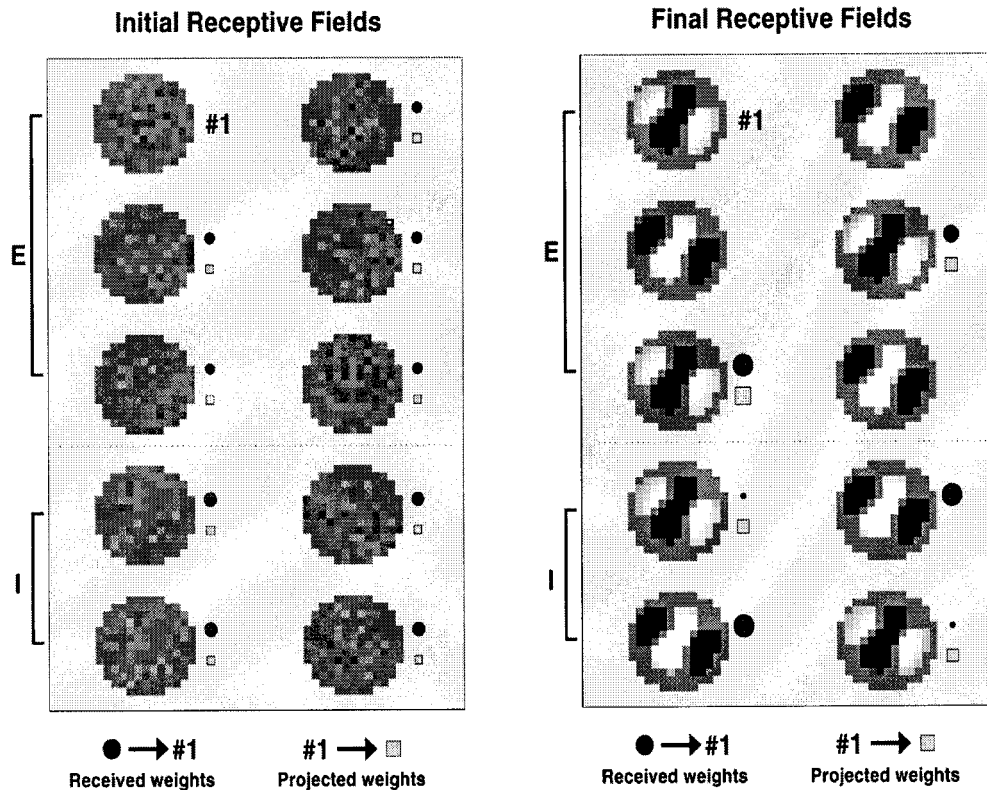 Initial Receptive Fields
#1
E
I
● → #1
#1 → □
Received weights
Projected weights
Final Receptive Fields
#1
E
I
● → #1
#1 → □
Received weights
Projected weights